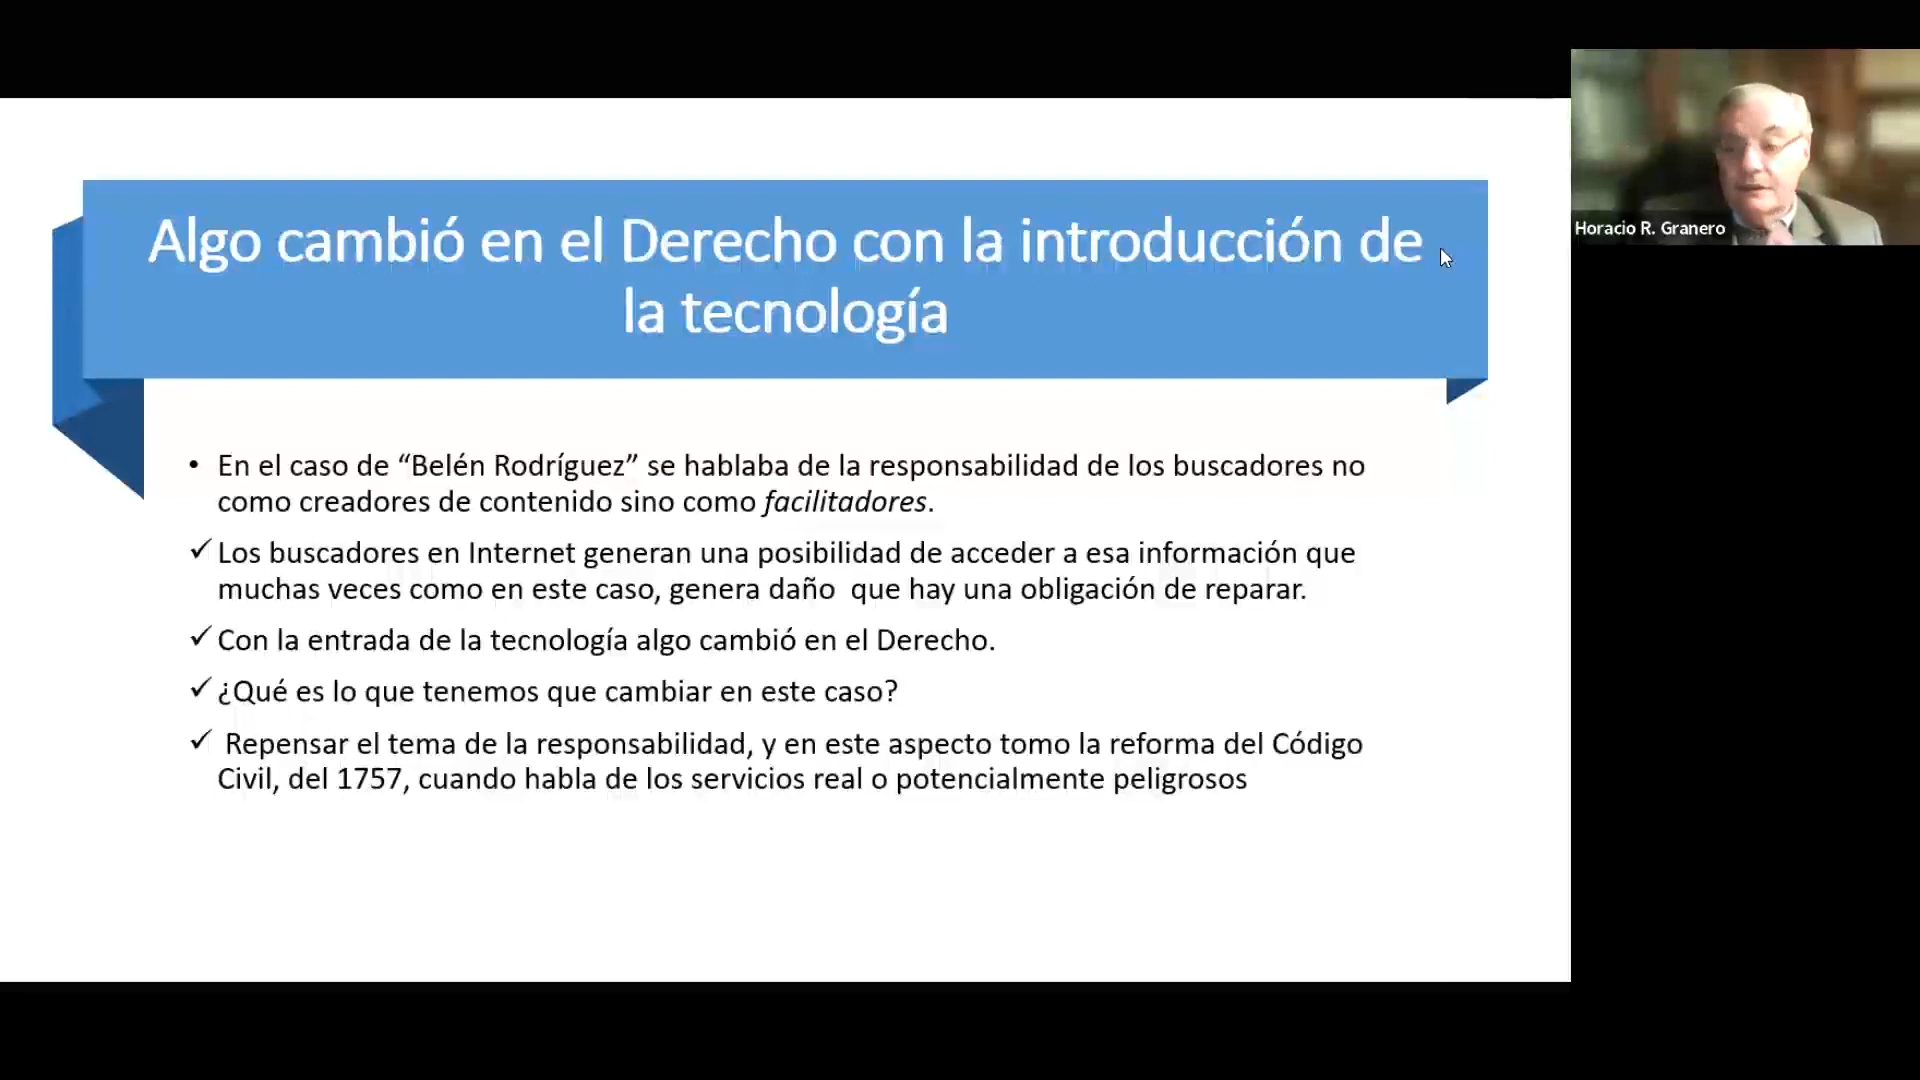 Algo cambió en el Derecho con la introducción de
la tecnología
Horacio R. Granero
• En el caso de “Belén Rodríguez” se hablaba de la responsabilidad de los buscadores no
como creadores de contenido sino como facilitadores.
✓ Los buscadores en Internet generan una posibilidad de acceder a esa información que
muchas veces como en este caso, genera daño  que hay una obligación de reparar.
✓ Con la entrada de la tecnología algo cambió en el Derecho.
✓ ¿Qué es lo que tenemos que cambiar en este caso?
✓ Repensar el tema de la responsabilidad, y en este aspecto tomo la reforma del Código
Civil, del 1757, cuando habla de los servicios real o potencialmente peligrosos